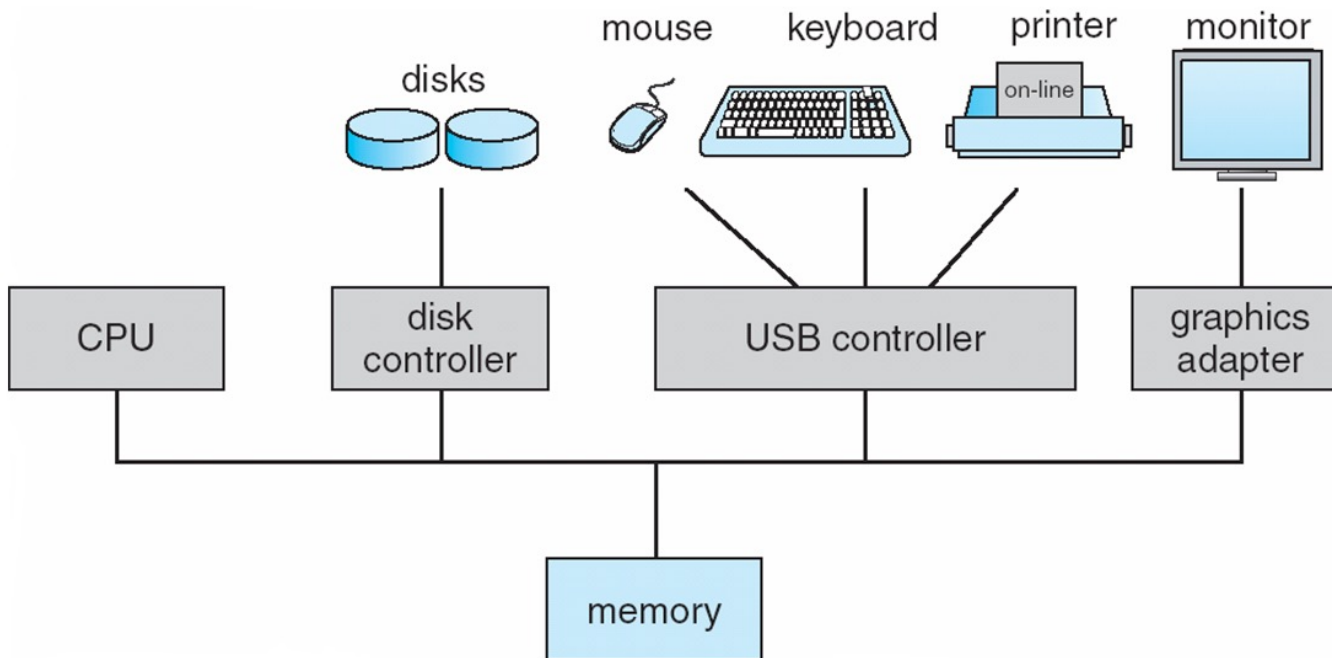 mouse
keyboard
printer
monitor
disks
on-line
CPU
disk
controller
USB controller
graphics
adapter
memory